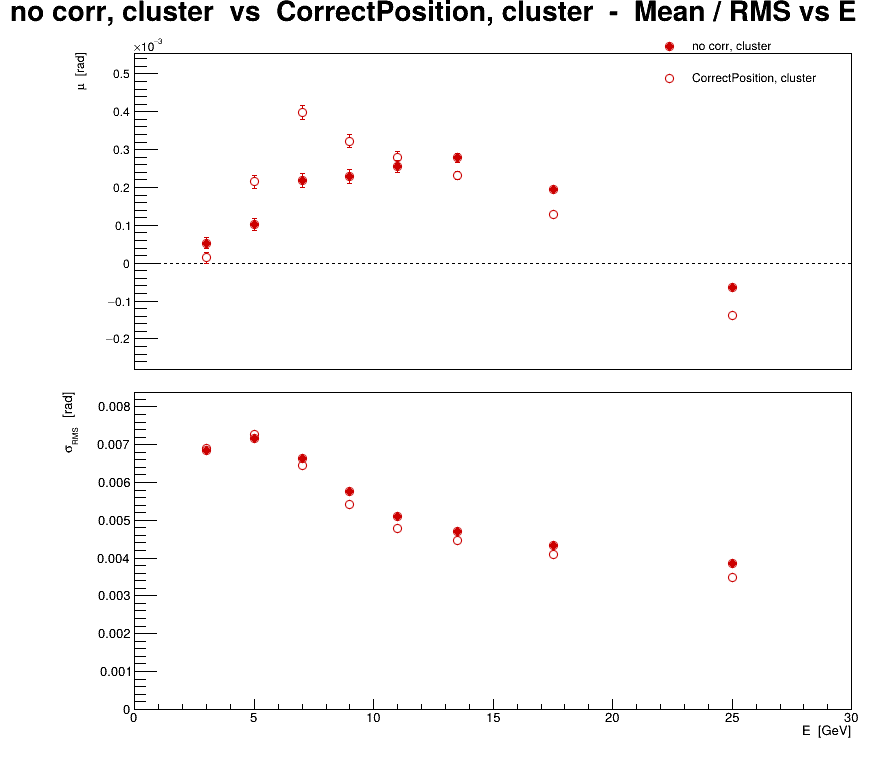 no corr, cluster vs CorrectPosition, cluster - Mean / RMS vs E
×10⁻³
μ [rad]
no corr, cluster
CorrectPosition, cluster
0.5
0.4
0.3
0.2
0.1
0
−0.1
−0.2
σRMS [rad]
0.008
0.007
0.006
0.005
0.004
0.003
0.002
0.001
0
0 5 10 15 20 25 30
E [GeV]